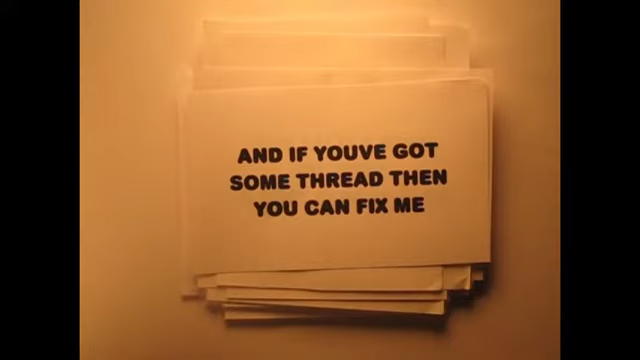 AND IF YOUVE GOT
SOME THREAD THEN
YOU CAN FIX ME